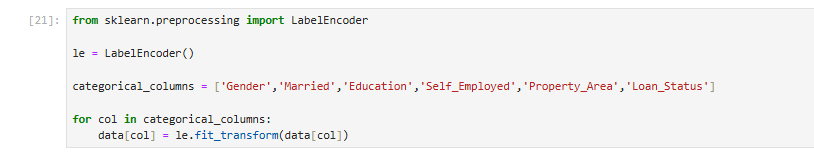 [21]: from sklearn.preprocessing import LabelEncoder
le = LabelEncoder()
categorical_columns = ['Gender','Married','Education','Self_Employed','Property_Area','Loan_Status']
for col in categorical_columns:
    data[col] = le.fit_transform(data[col])